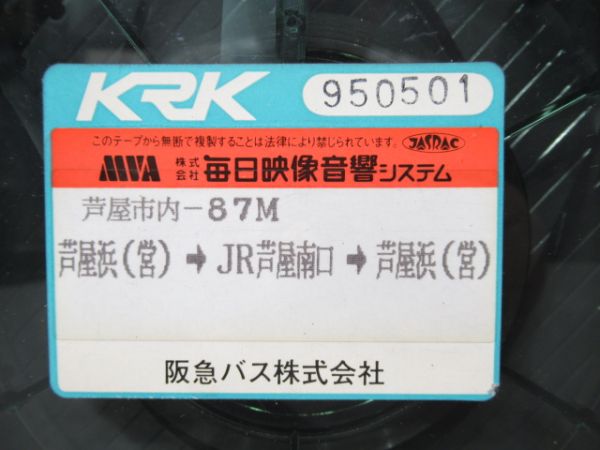 KRK 950501
このテープから無断で複製することは法律により禁じられています。 JASRAC
MVA 株式会社 毎日映像音響システム
芦屋市内-87M
芦屋浜(営)➡JR芦屋南口➡芦屋浜(営)
阪急バス株式会社